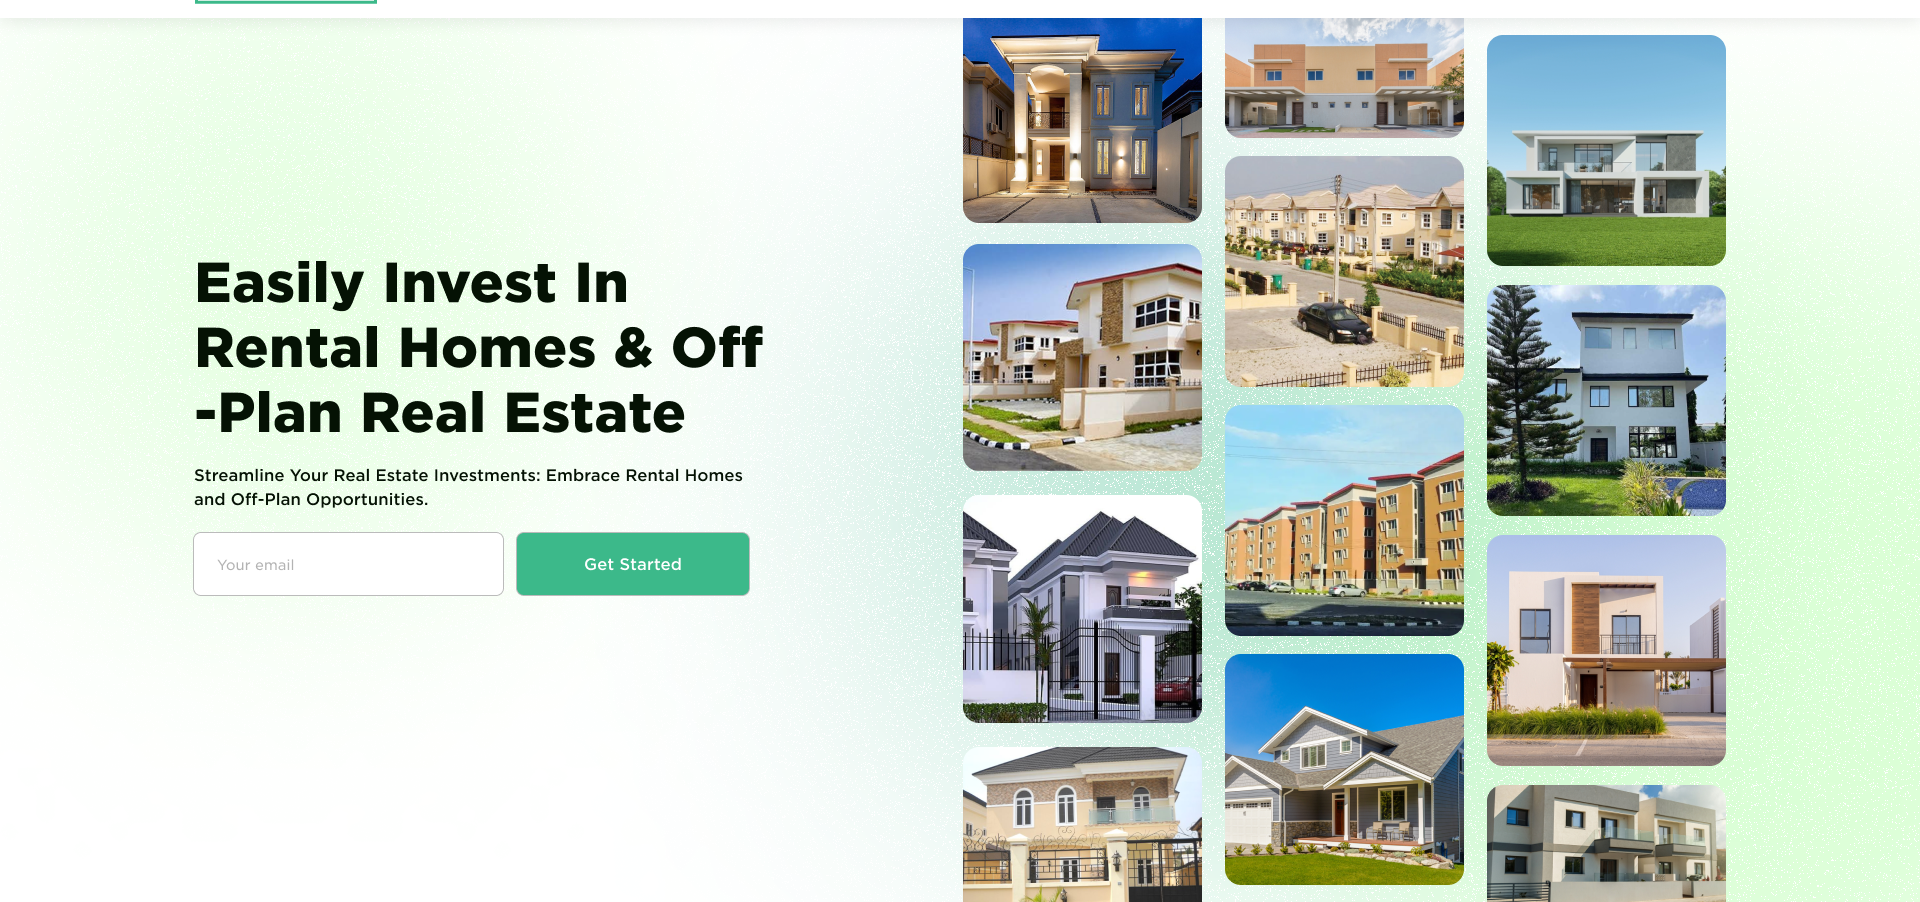 Easily Invest In
Rental Homes & Off
-Plan Real Estate
Streamline Your Real Estate Investments: Embrace Rental Homes
and Off-Plan Opportunities.
Your email
Get Started